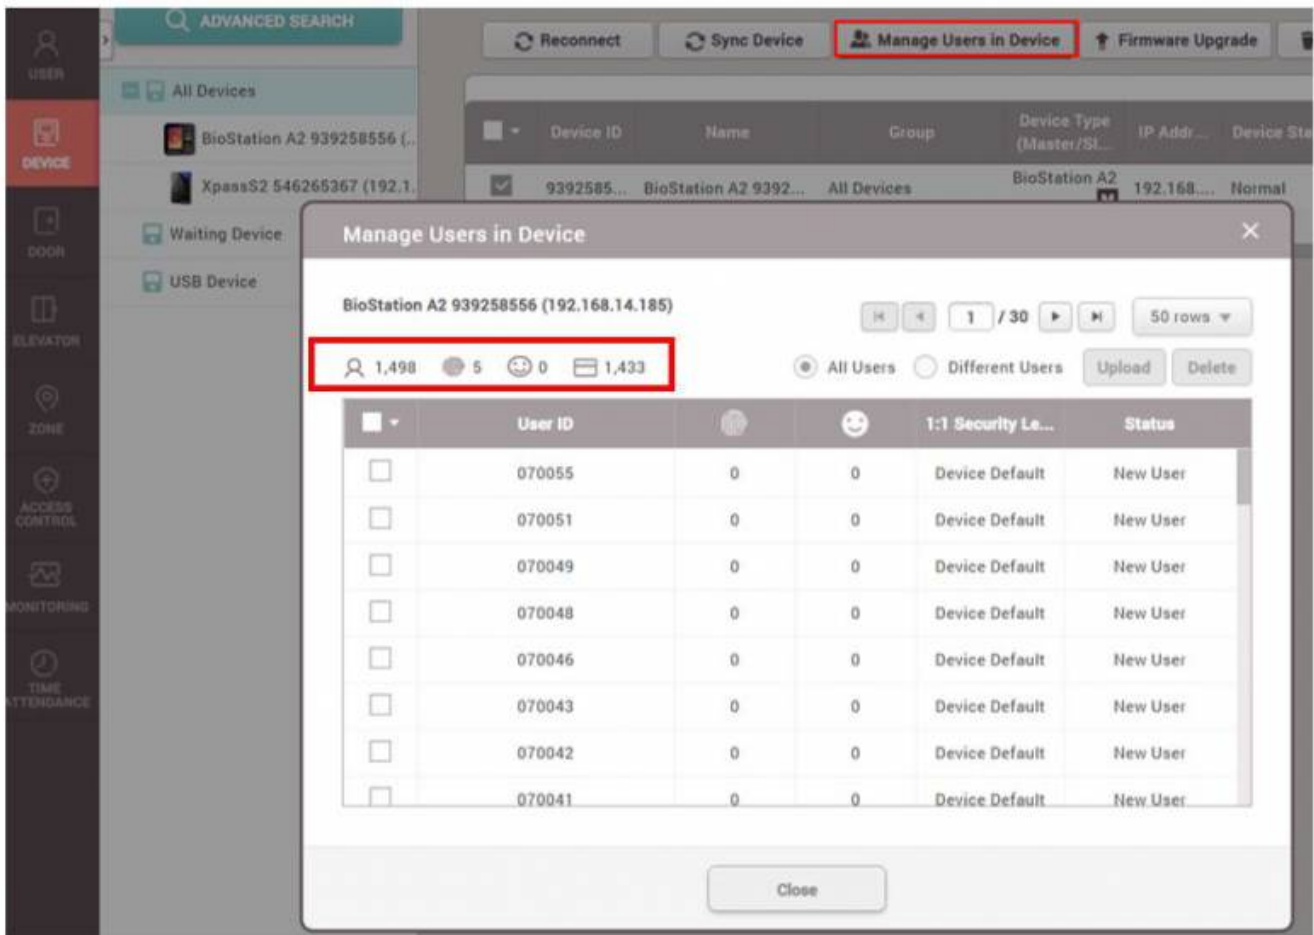 ADVANCED SEARCH
Reconnect
Sync Device
Manage Users in Device
Firmware Upgrade
USER
DEVICE
DOOR
ELEVATOR
ZONE
ACCESS
CONTROL
MONITORING
TIME
ATTENDANCE
All Devices
BioStation A2 939258556 (..
XpassS2 546265367 (192.1.
Waiting Device
USB Device
Device ID Name Group Device Type (Master/Sl... IP Addr... Device Sta
9392585... BioStation A2 9392... All Devices BioStation A2 M 192.168.... Normal
Manage Users in Device
BioStation A2 939258556 (192.168.14.185)
1 / 30 50 rows
1,498 5 0 1,433
All Users Different Users Upload Delete
User ID 1:1 Security Le... Status
070055 0 0 Device Default New User
070051 0 0 Device Default New User
070049 0 0 Device Default New User
070048 0 0 Device Default New User
070046 0 0 Device Default New User
070043 0 0 Device Default New User
070042 0 0 Device Default New User
070041 0 0 Device Default New User
Close